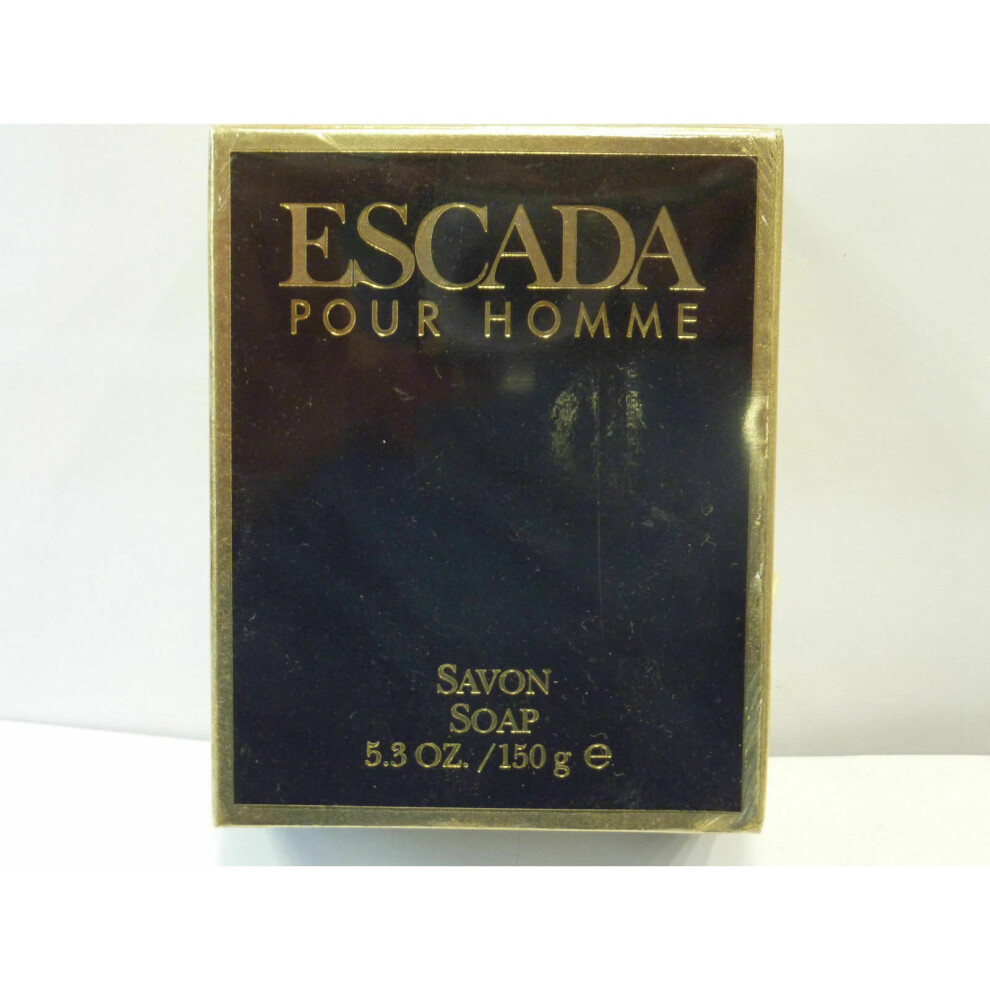 ESCADA
POUR HOMME
SAVON
SOAP
5.3 OZ. /150 g ℮